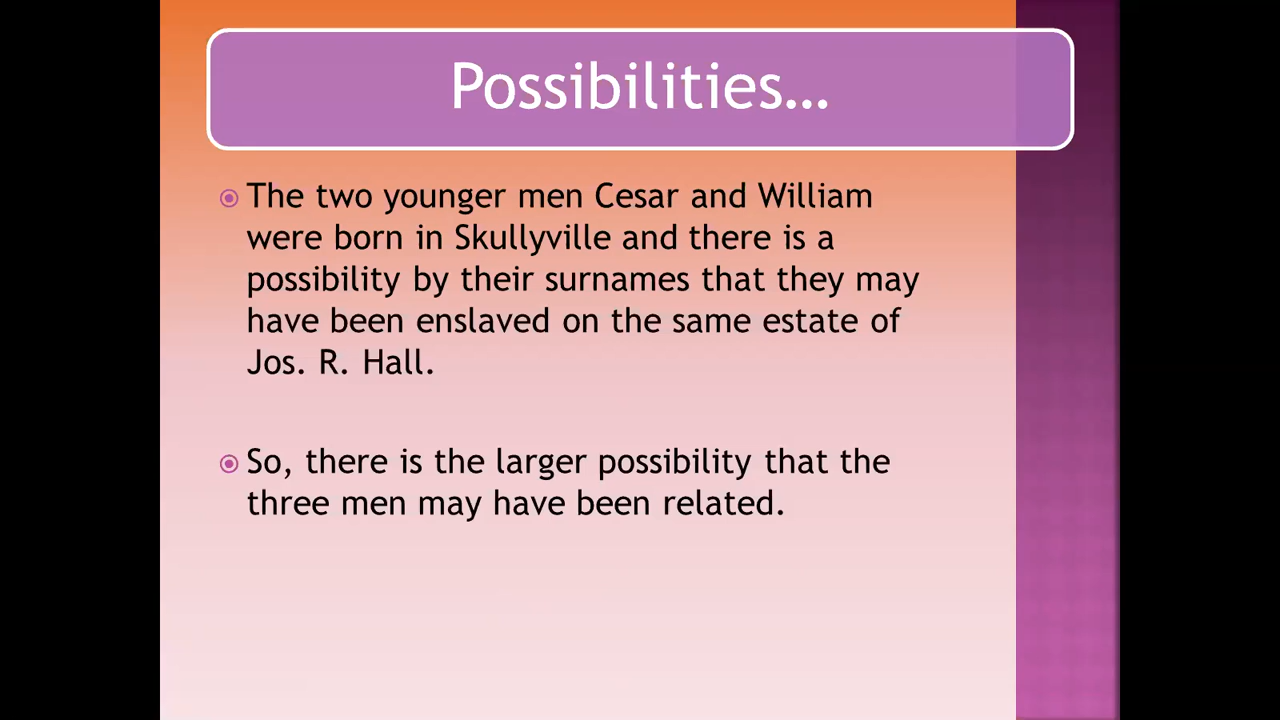 Possibilities...
The two younger men Cesar and William
were born in Skullyville and there is a
possibility by their surnames that they may
have been enslaved on the same estate of
Jos. R. Hall.
So, there is the larger possibility that the
three men may have been related.